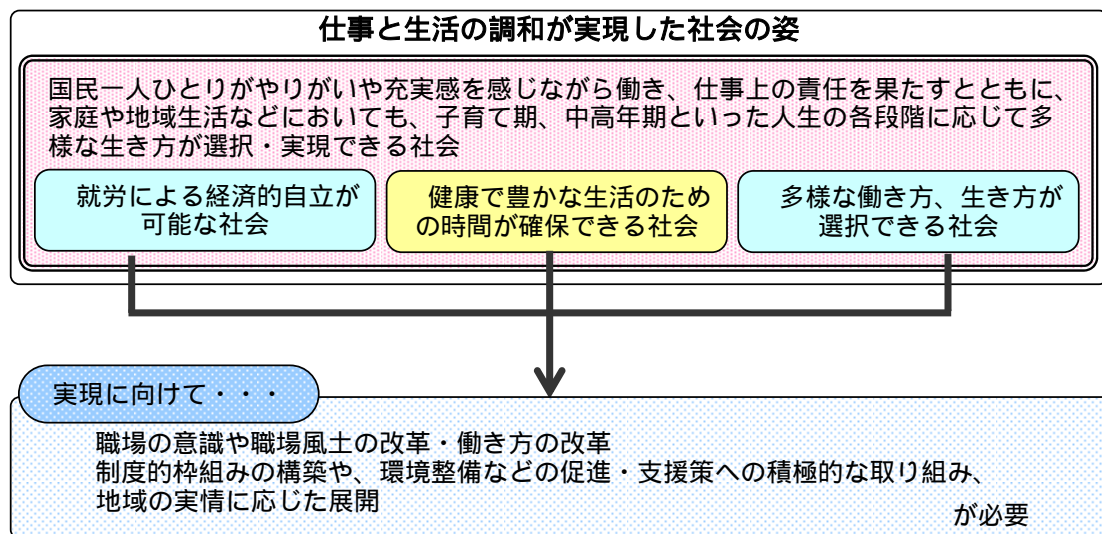 仕事と生活の調和が実現した社会の姿
国民一人ひとりがやりがいや充実感を感じながら働き、仕事上の責任を果たすとともに、
家庭や地域生活などにおいても、子育て期、中高年期といった人生の各段階に応じて多
様な生き方が選択・実現できる社会
就労による経済的自立が
可能な社会
健康で豊かな生活のため
の時間が確保できる社会
多様な働き方、生き方が
選択できる社会
実現に向けて・・・
職場の意識や職場風土の改革・働き方の改革
制度的枠組みの構築や、環境整備などの促進・支援策への積極的な取り組み、
地域の実情に応じた展開
が必要